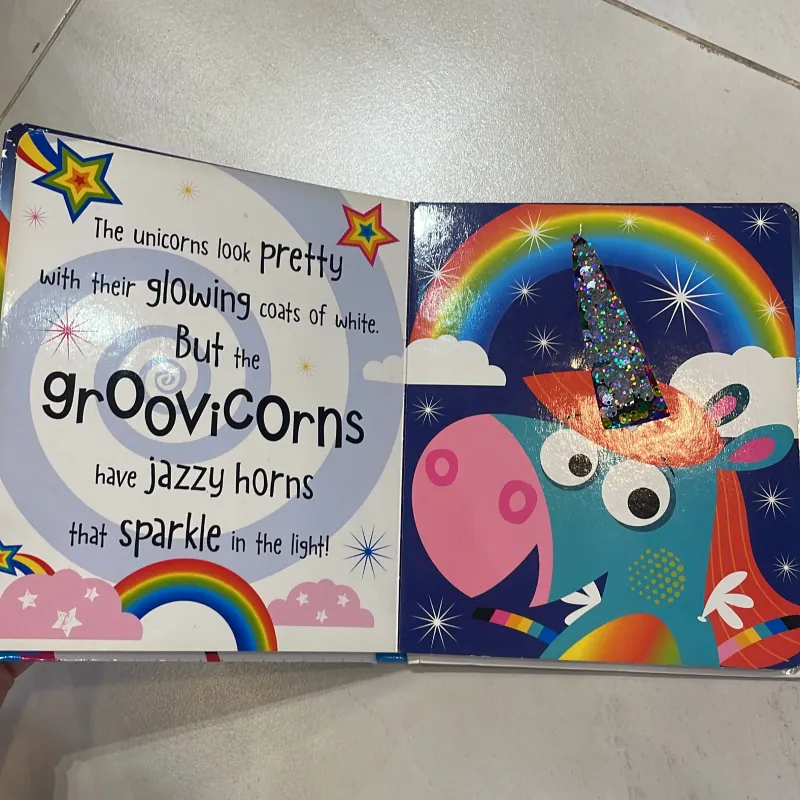 The unicorns look pretty
with their glowing coats of white.
But the
grOOvicorns
have jazzy horns
that sparkle in the light!